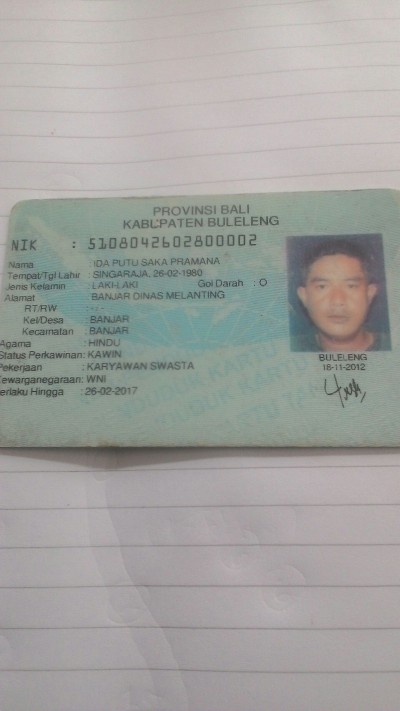 PROVINSI BALI
KABUPATEN BULELENG
NIK : 5108042602800002
Nama : IDA PUTU SAKA PRAMANA
Tempat/Tgl Lahir : SINGARAJA, 26-02-1980
Jenis Kelamin : LAKI-LAKI Gol Darah : O
Alamat : BANJAR DINAS MELANTING
RT/RW : - -
Kel/Desa : BANJAR
Kecamatan : BANJAR
Agama : HINDU
Status Perkawinan: KAWIN
Pekerjaan : KARYAWAN SWASTA
Kewarganegaraan: WNI
Berlaku Hingga : 26-02-2017
BULELENG
18-11-2012